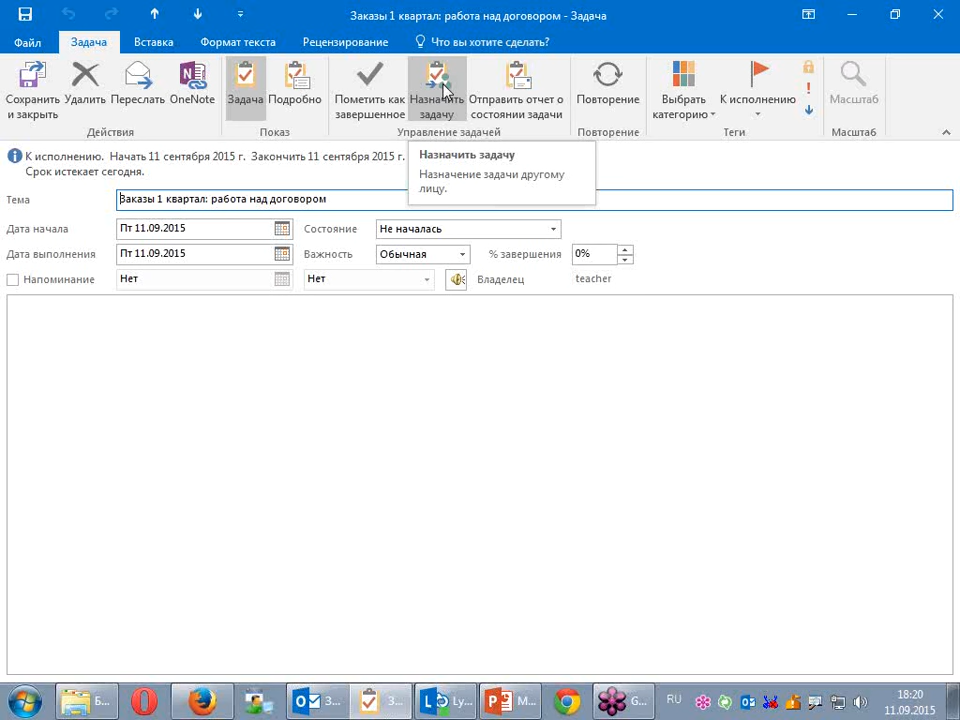 Заказы 1 квартал: работа над договором - Задача
Файл
Задача
Вставка
Формат текста
Рецензирование
Что вы хотите сделать?
Сохранить и закрыть
Удалить
Переслать
OneNote
Задача
Подробно
Пометить как завершенное
Назначить задачу
Отправить отчет о состоянии задачи
Повторение
Выбрать категорию
К исполнению
Масштаб
Действия
Показ
Управление задачей
Повторение
Теги
Масштаб
К исполнению. Начать 11 сентября 2015 г. Закончить 11 сентября 2015 г.
Срок истекает сегодня.
Назначить задачу
Назначение задачи другому
лицу.
Тема
Заказы 1 квартал: работа над договором
Дата начала
Пт 11.09.2015
Состояние
Не началась
Дата выполнения
Пт 11.09.2015
Важность
Обычная
% завершения
0%
Напоминание
Нет
Нет
Владелец
teacher
Б...
З...
З...
Ly...
М...
G...
RU
18:20
11.09.2015